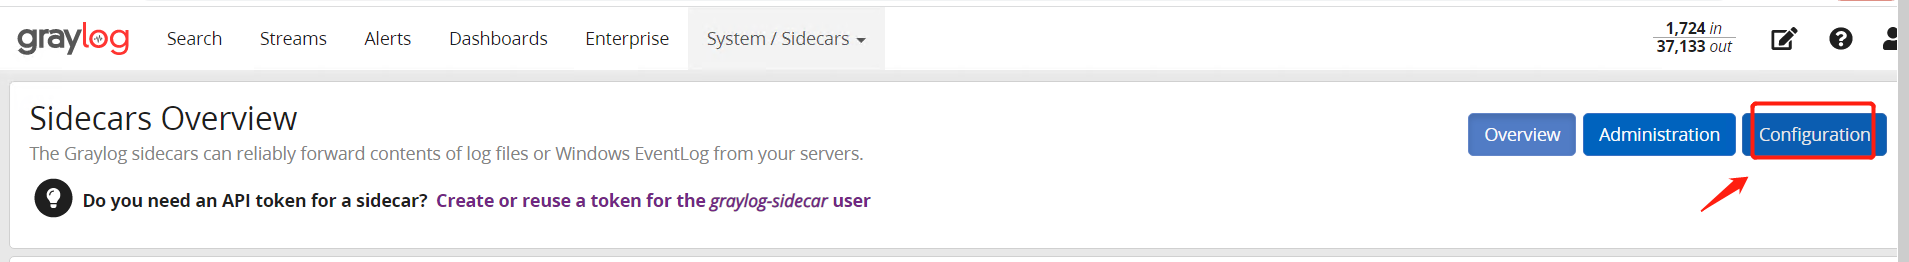 graylog Search Streams Alerts Dashboards Enterprise System / Sidecars 1,724 in
37,133 out
Sidecars Overview
Overview Administration Configuration
The Graylog sidecars can reliably forward contents of log files or Windows EventLog from your servers.
Do you need an API token for a sidecar? Create or reuse a token for the graylog-sidecar user